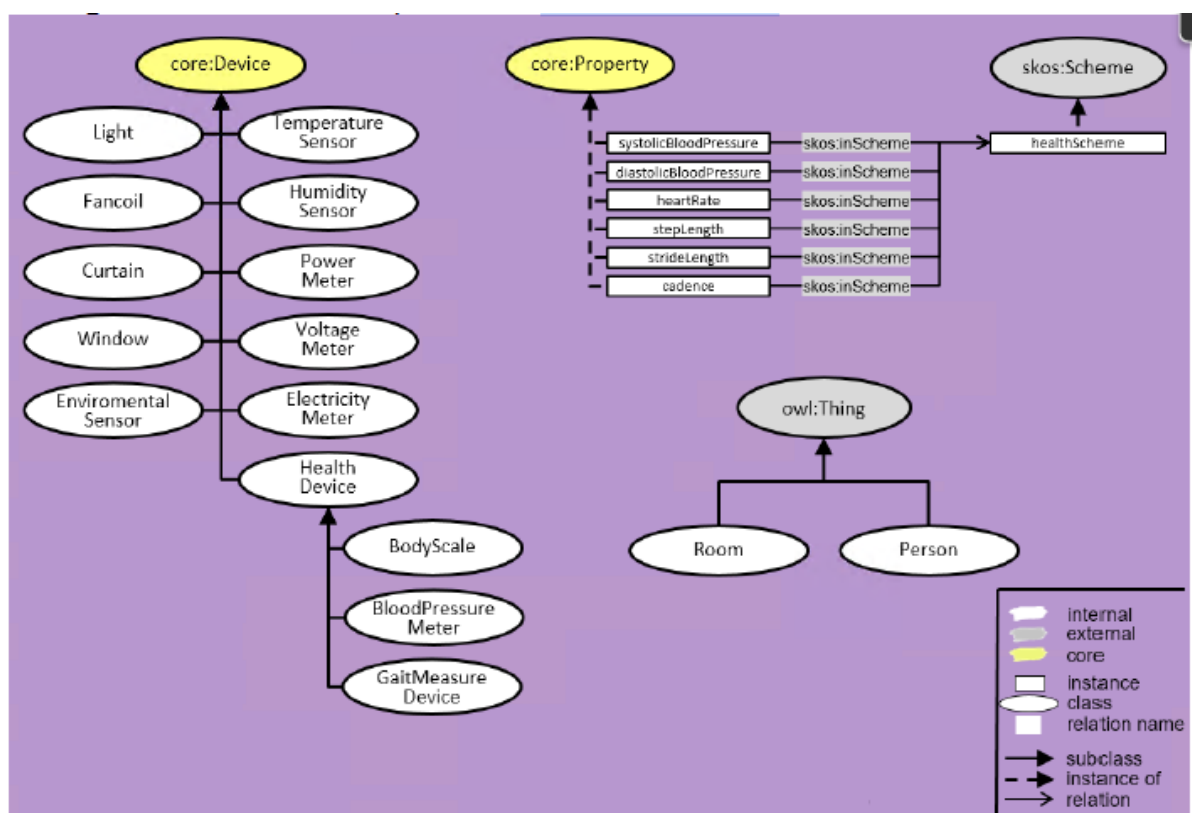 core:Device
core:Property
skos:Scheme
Light
Temperature
Sensor
systolicBloodPressure
skos:inScheme
healthScheme
diastolicBloodPressure
skos:inScheme
Fancoil
Humidity
Sensor
heartRate
skos:inScheme
stepLength
skos:inScheme
Curtain
Power
Meter
strideLength
skos:inScheme
cadence
skos:inScheme
Window
Voltage
Meter
Enviromental
Sensor
Electricity
Meter
owl:Thing
Health
Device
BodyScale
Room
Person
BloodPressure
Meter
GaitMeasure
Device
internal
external
core
instance
class
relation name
subclass
instance of
relation